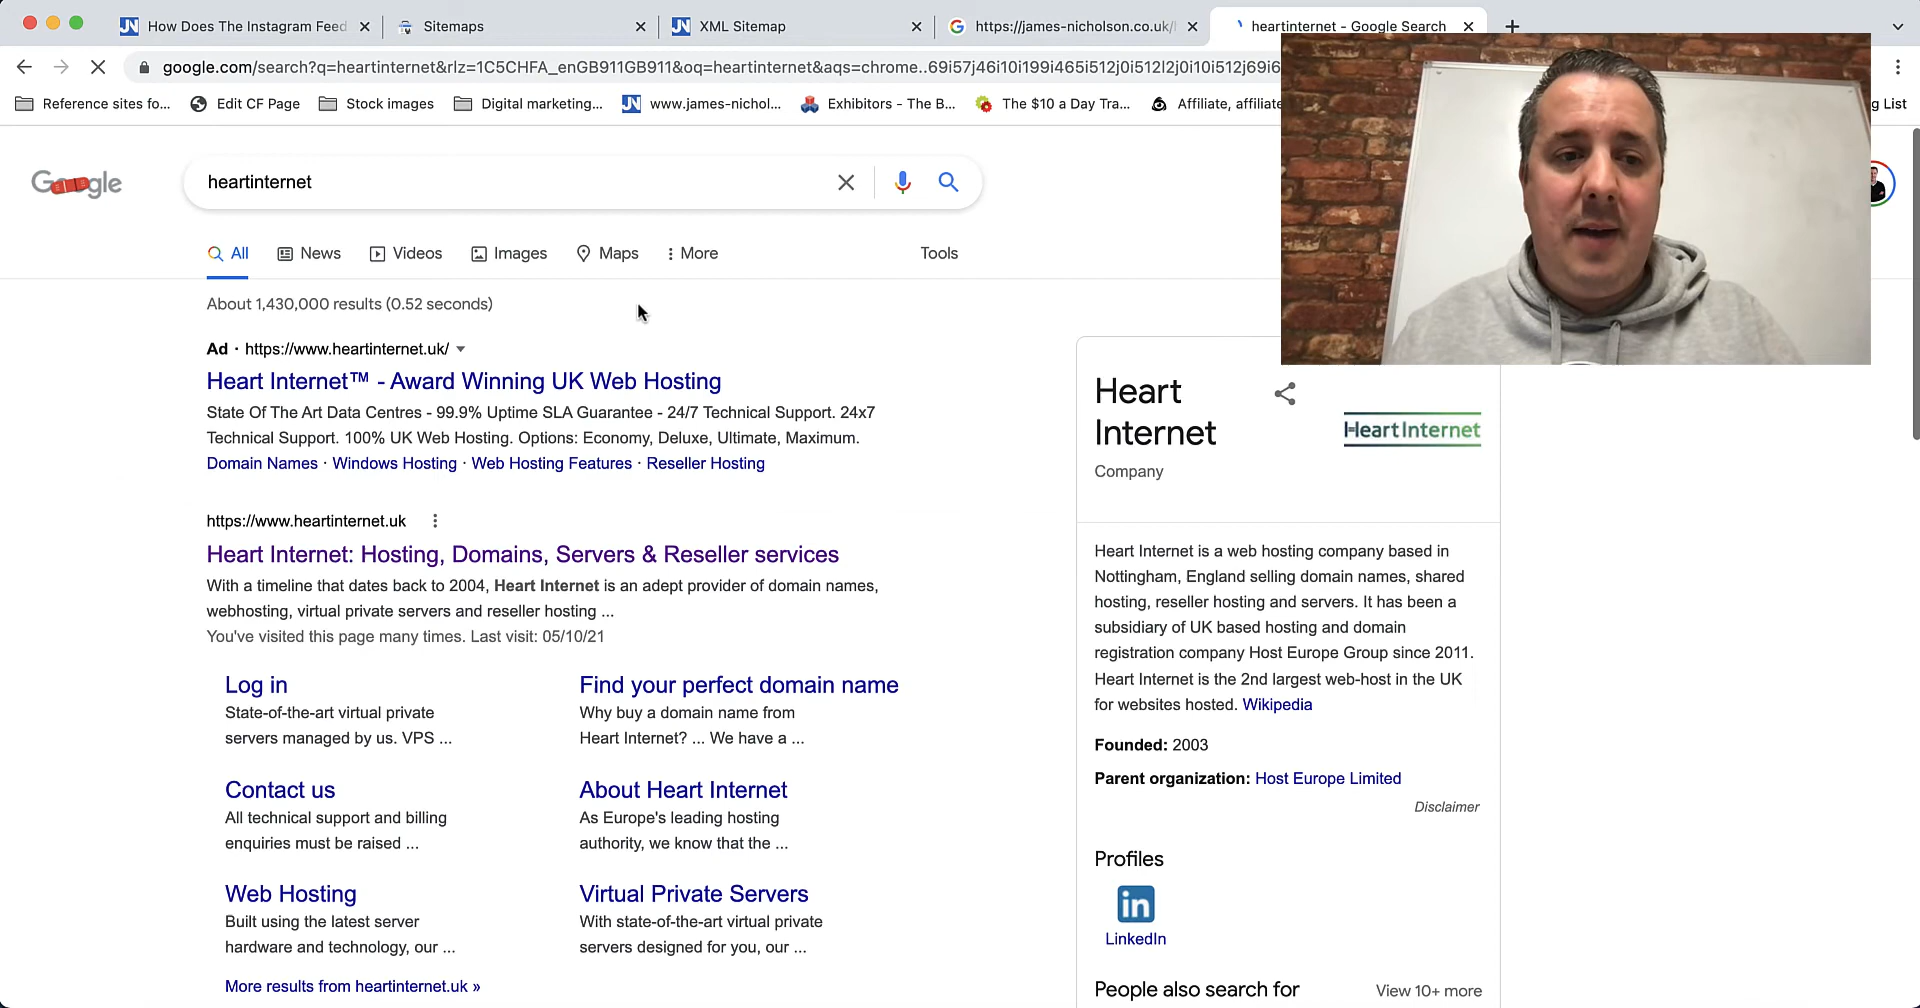 How Does The Instagram Feed
Sitemaps
XML Sitemap
https://james-nicholson.co.uk/
heartinternet - Google Search
google.com/search?q=heartinternet&rlz=1C5CHFA_enGB911GB911&oq=heartinternet&aqs=chrome..69i57j46i10i199i465i512j0i512l2j0i10i512j69i6
Reference sites fo...
Edit CF Page
Stock images
Digital marketing...
JN www.james-nichol...
Exhibitors - The B...
The $10 a Day Tra...
Affiliate, affiliate
g List
Google
heartinternet
All
News
Videos
Images
Maps
More
Tools
About 1,430,000 results (0.52 seconds)
Ad · https://www.heartinternet.uk/
Heart Internet™ - Award Winning UK Web Hosting
State Of The Art Data Centres - 99.9% Uptime SLA Guarantee - 24/7 Technical Support. 24x7
Technical Support. 100% UK Web Hosting. Options: Economy, Deluxe, Ultimate, Maximum.
Domain Names · Windows Hosting · Web Hosting Features · Reseller Hosting
https://www.heartinternet.uk
Heart Internet: Hosting, Domains, Servers & Reseller services
With a timeline that dates back to 2004, Heart Internet is an adept provider of domain names,
webhosting, virtual private servers and reseller hosting ...
You've visited this page many times. Last visit: 05/10/21
Log in
State-of-the-art virtual private
servers managed by us. VPS ...
Find your perfect domain name
Why buy a domain name from
Heart Internet? ... We have a ...
Contact us
All technical support and billing
enquiries must be raised ...
About Heart Internet
As Europe's leading hosting
authority, we know that the ...
Web Hosting
Built using the latest server
hardware and technology, our ...
Virtual Private Servers
With state-of-the-art virtual private
servers designed for you, our ...
More results from heartinternet.uk »
Heart
Internet
Company
HeartInternet
Heart Internet is a web hosting company based in
Nottingham, England selling domain names, shared
hosting, reseller hosting and servers. It has been a
subsidiary of UK based hosting and domain
registration company Host Europe Group since 2011.
Heart Internet is the 2nd largest web-host in the UK
for websites hosted. Wikipedia
Founded: 2003
Parent organization: Host Europe Limited
Disclaimer
Profiles
in
LinkedIn
People also search for
View 10+ more